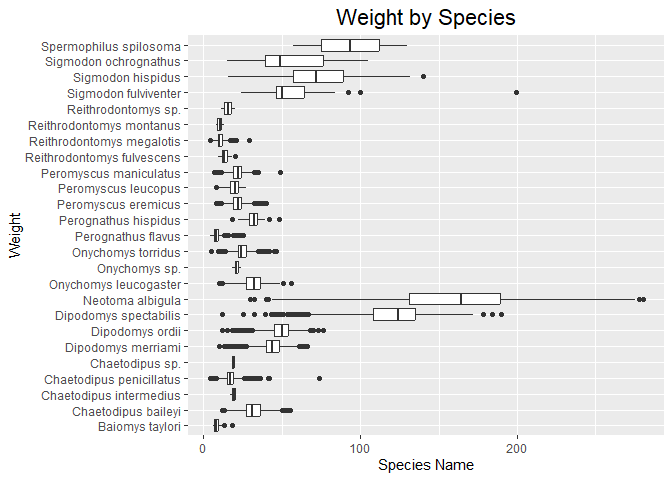 Weight by Species
Spermophilus spilosoma
Sigmodon ochrognathus
Sigmodon hispidus
Sigmodon fulviventer
Reithrodontomys sp.
Reithrodontomys montanus
Reithrodontomys megalotis
Reithrodontomys fulvescens
Peromyscus maniculatus
Peromyscus leucopus
Peromyscus eremicus
Perognathus hispidus
Perognathus flavus
Onychomys torridus
Onychomys sp.
Onychomys leucogaster
Neotoma albigula
Dipodomys spectabilis
Dipodomys ordii
Dipodomys merriami
Chaetodipus sp.
Chaetodipus penicillatus
Chaetodipus intermedius
Chaetodipus baileyi
Baiomys taylori
Weight
0 100 200
Species Name